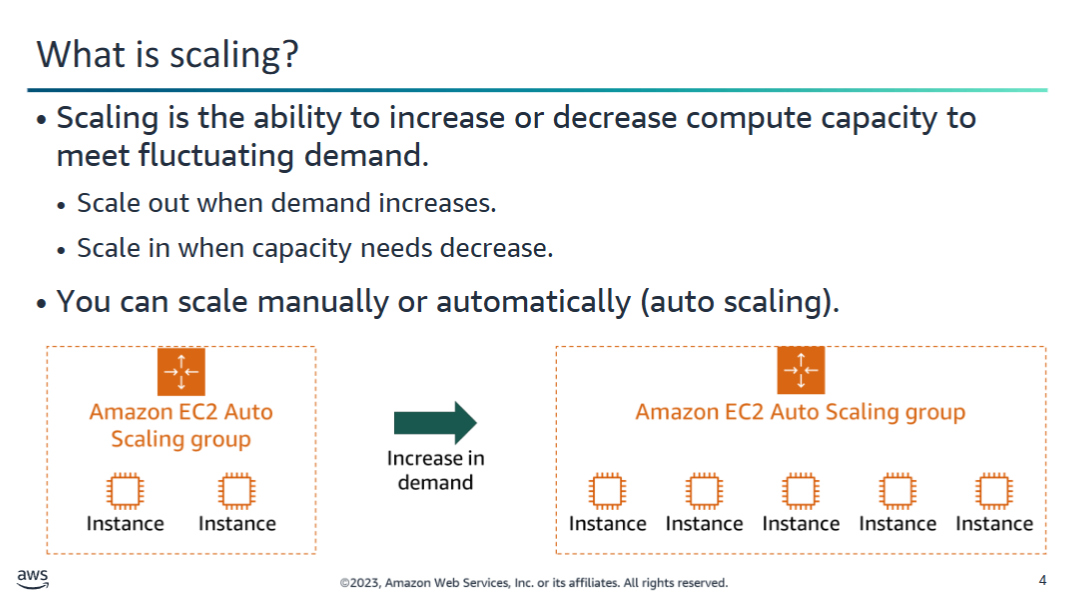 What is scaling?
• Scaling is the ability to increase or decrease compute capacity to
meet fluctuating demand.
• Scale out when demand increases.
• Scale in when capacity needs decrease.
• You can scale manually or automatically (auto scaling).
Amazon EC2 Auto
Scaling group
Instance Instance
Increase in
demand
Amazon EC2 Auto Scaling group
Instance Instance Instance Instance Instance
aws
©2023, Amazon Web Services, Inc. or its affiliates. All rights reserved.
4